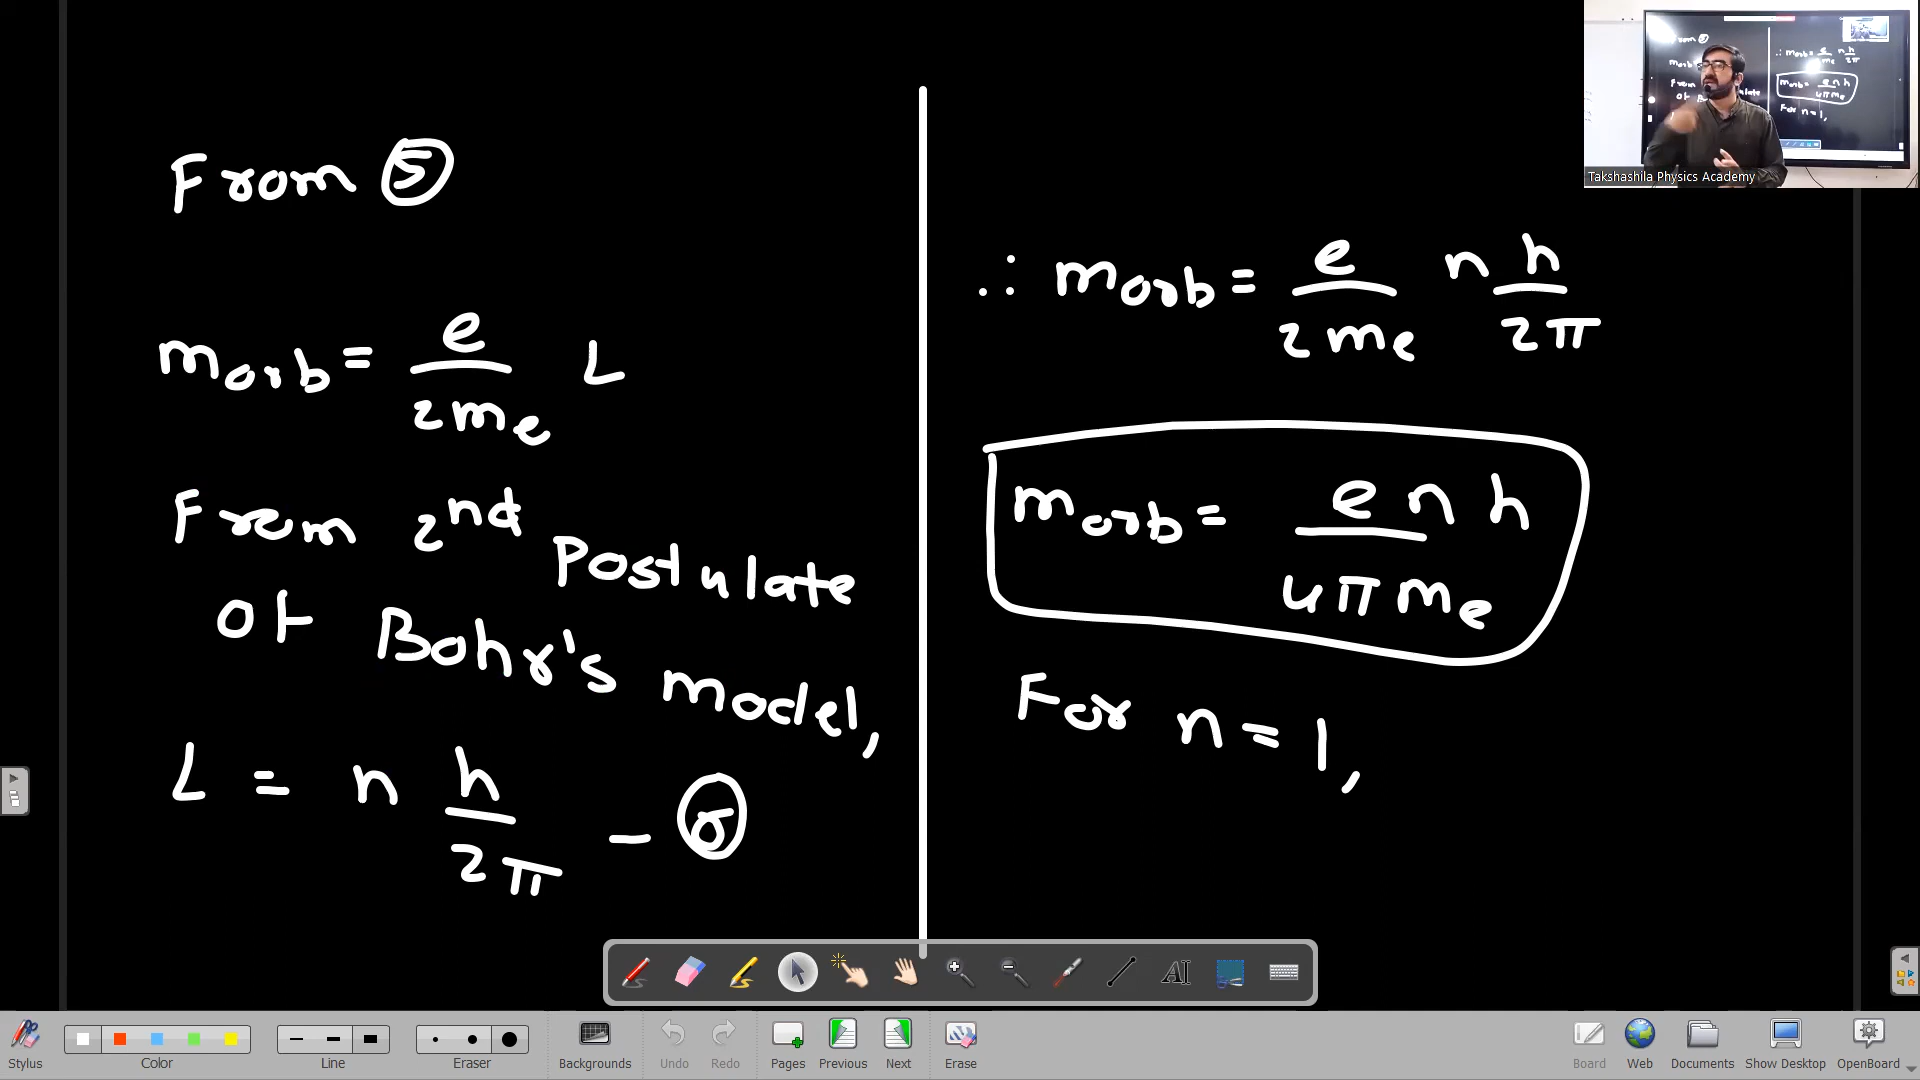 From ⑤
m_orb = e/2m_e L
From 2nd Postulate
of Bohr's model,
L = n h/2π - ⑥
∴ m_orb = e/2m_e n h/2π
m_orb = e n h/4πm_e
For n = 1,
Takshashila Physics Academy
Stylus
Color
Line
Eraser
Backgrounds
Undo
Redo
Pages
Previous
Next
Erase
Board
Web
Documents
Show Desktop
OpenBoard